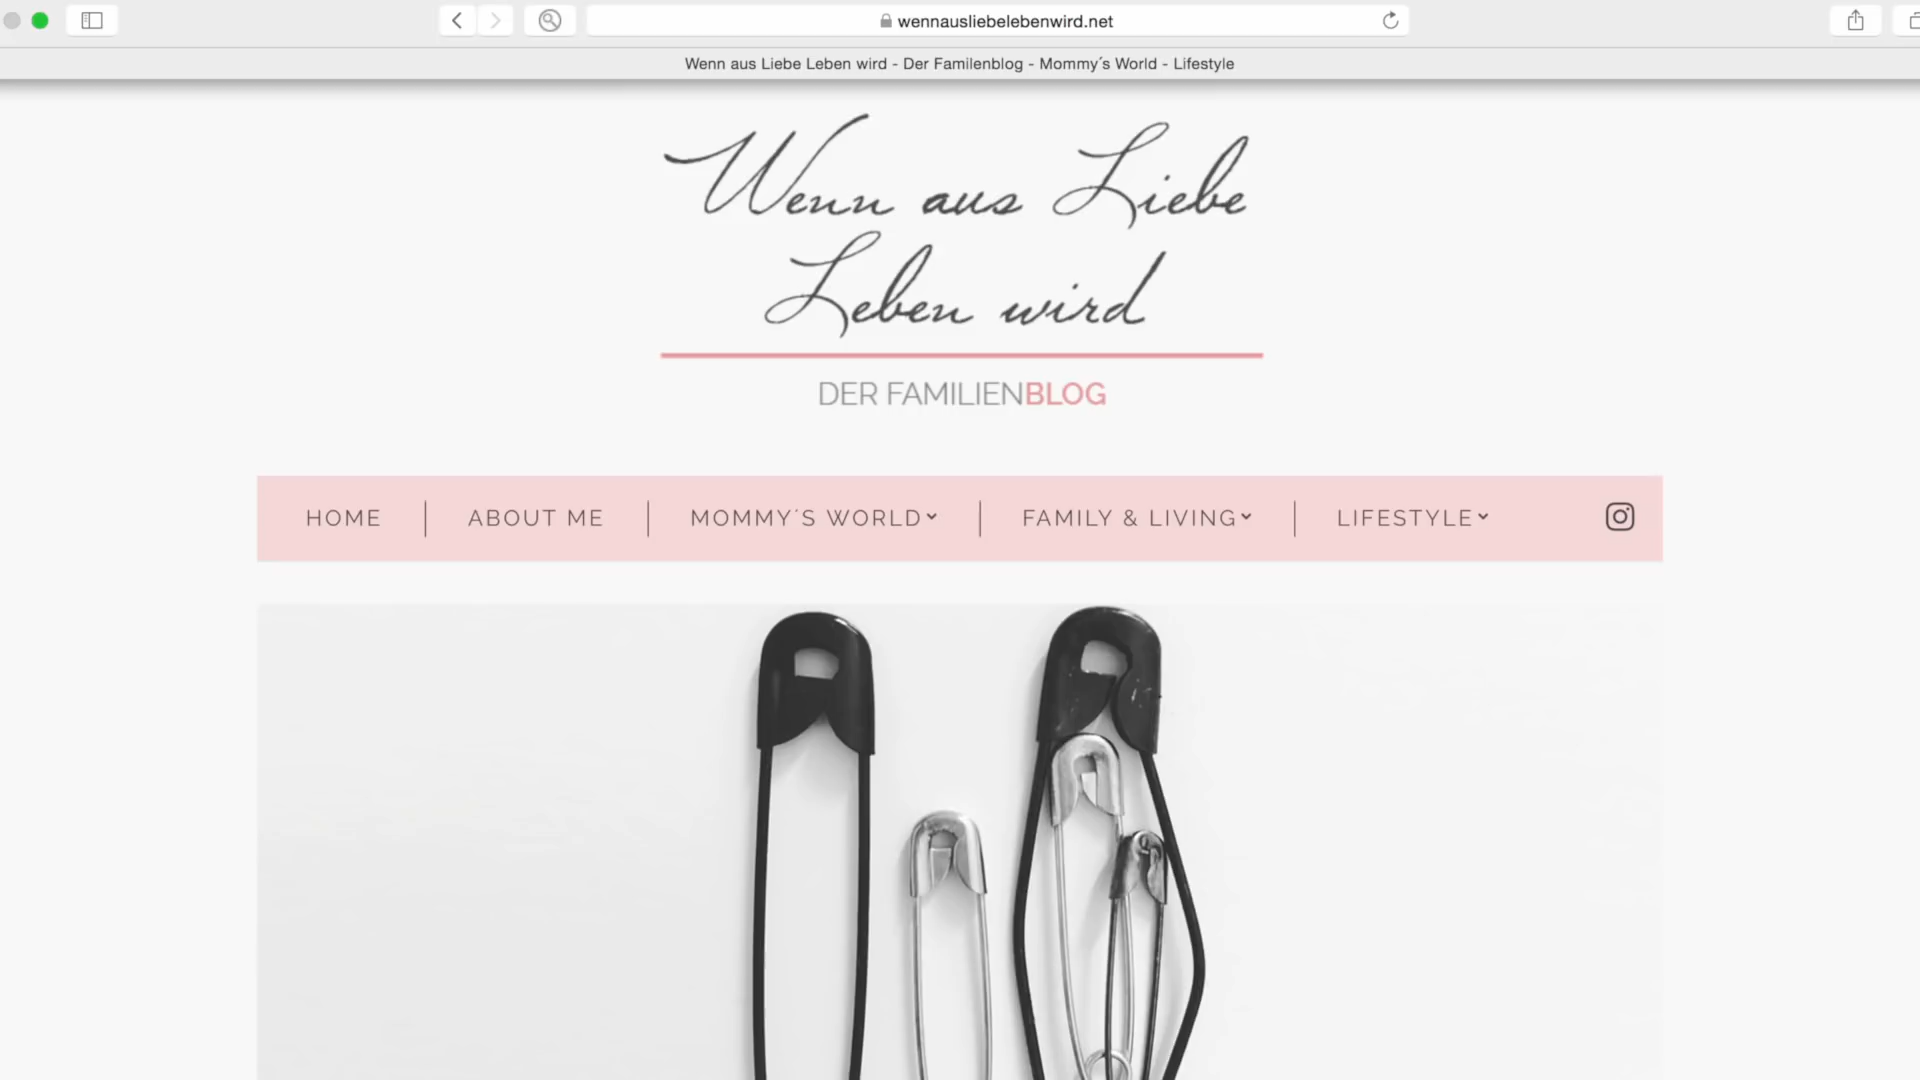 wennausliebelebenwird.net
Wenn aus Liebe Leben wird - Der Familenblog - Mommy´s World - Lifestyle
Wenn aus Liebe
Leben wird
DER FAMILIENBLOG
HOME
ABOUT ME
MOMMY´S WORLD
FAMILY & LIVING
LIFESTYLE